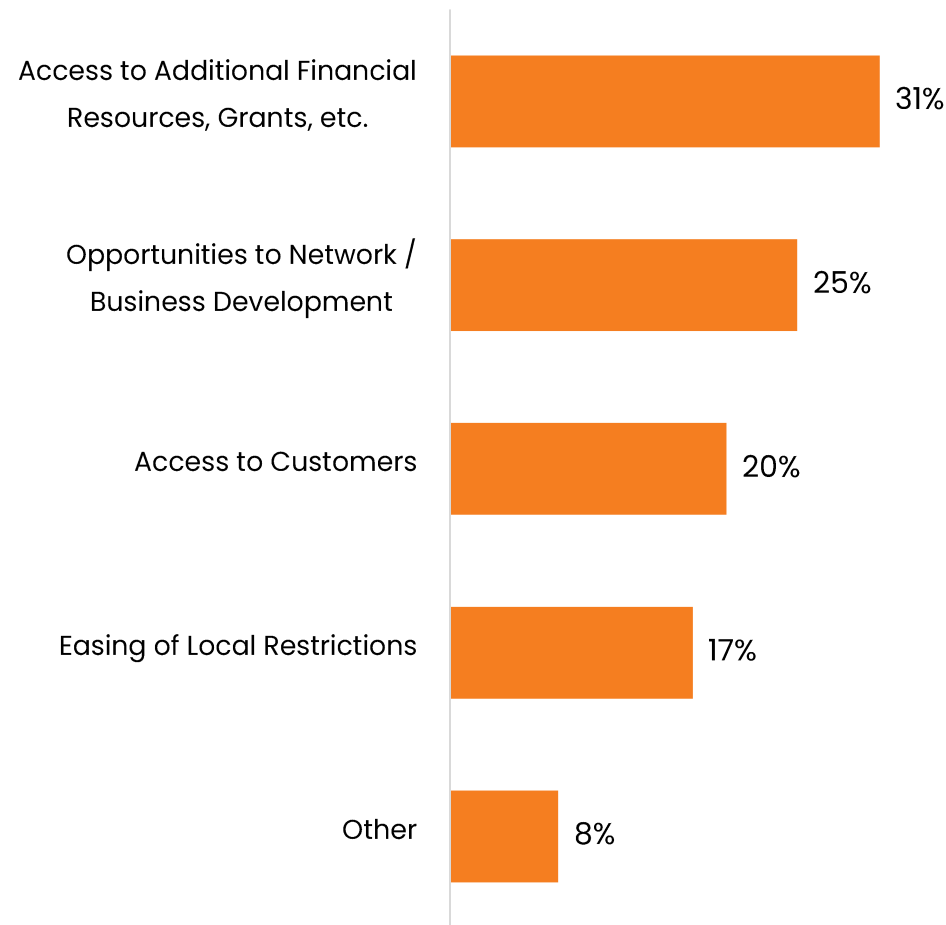 Access to Additional Financial
Resources, Grants, etc.
31%
Opportunities to Network /
Business Development
25%
Access to Customers
20%
Easing of Local Restrictions
17%
Other
8%